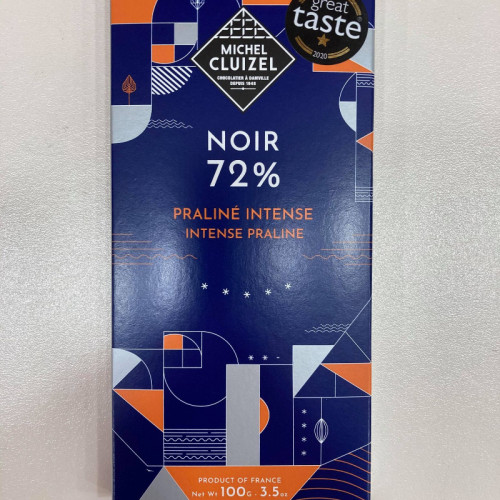 great
taste
2020
MICHEL
CLUIZEL
CHOCOLATIER À DAMVILLE
DEPUIS 1948
NOIR
72%
PRALINÉ INTENSE
INTENSE PRALINE
PRODUCT OF FRANCE
Net Wt 100G - 3.5oz